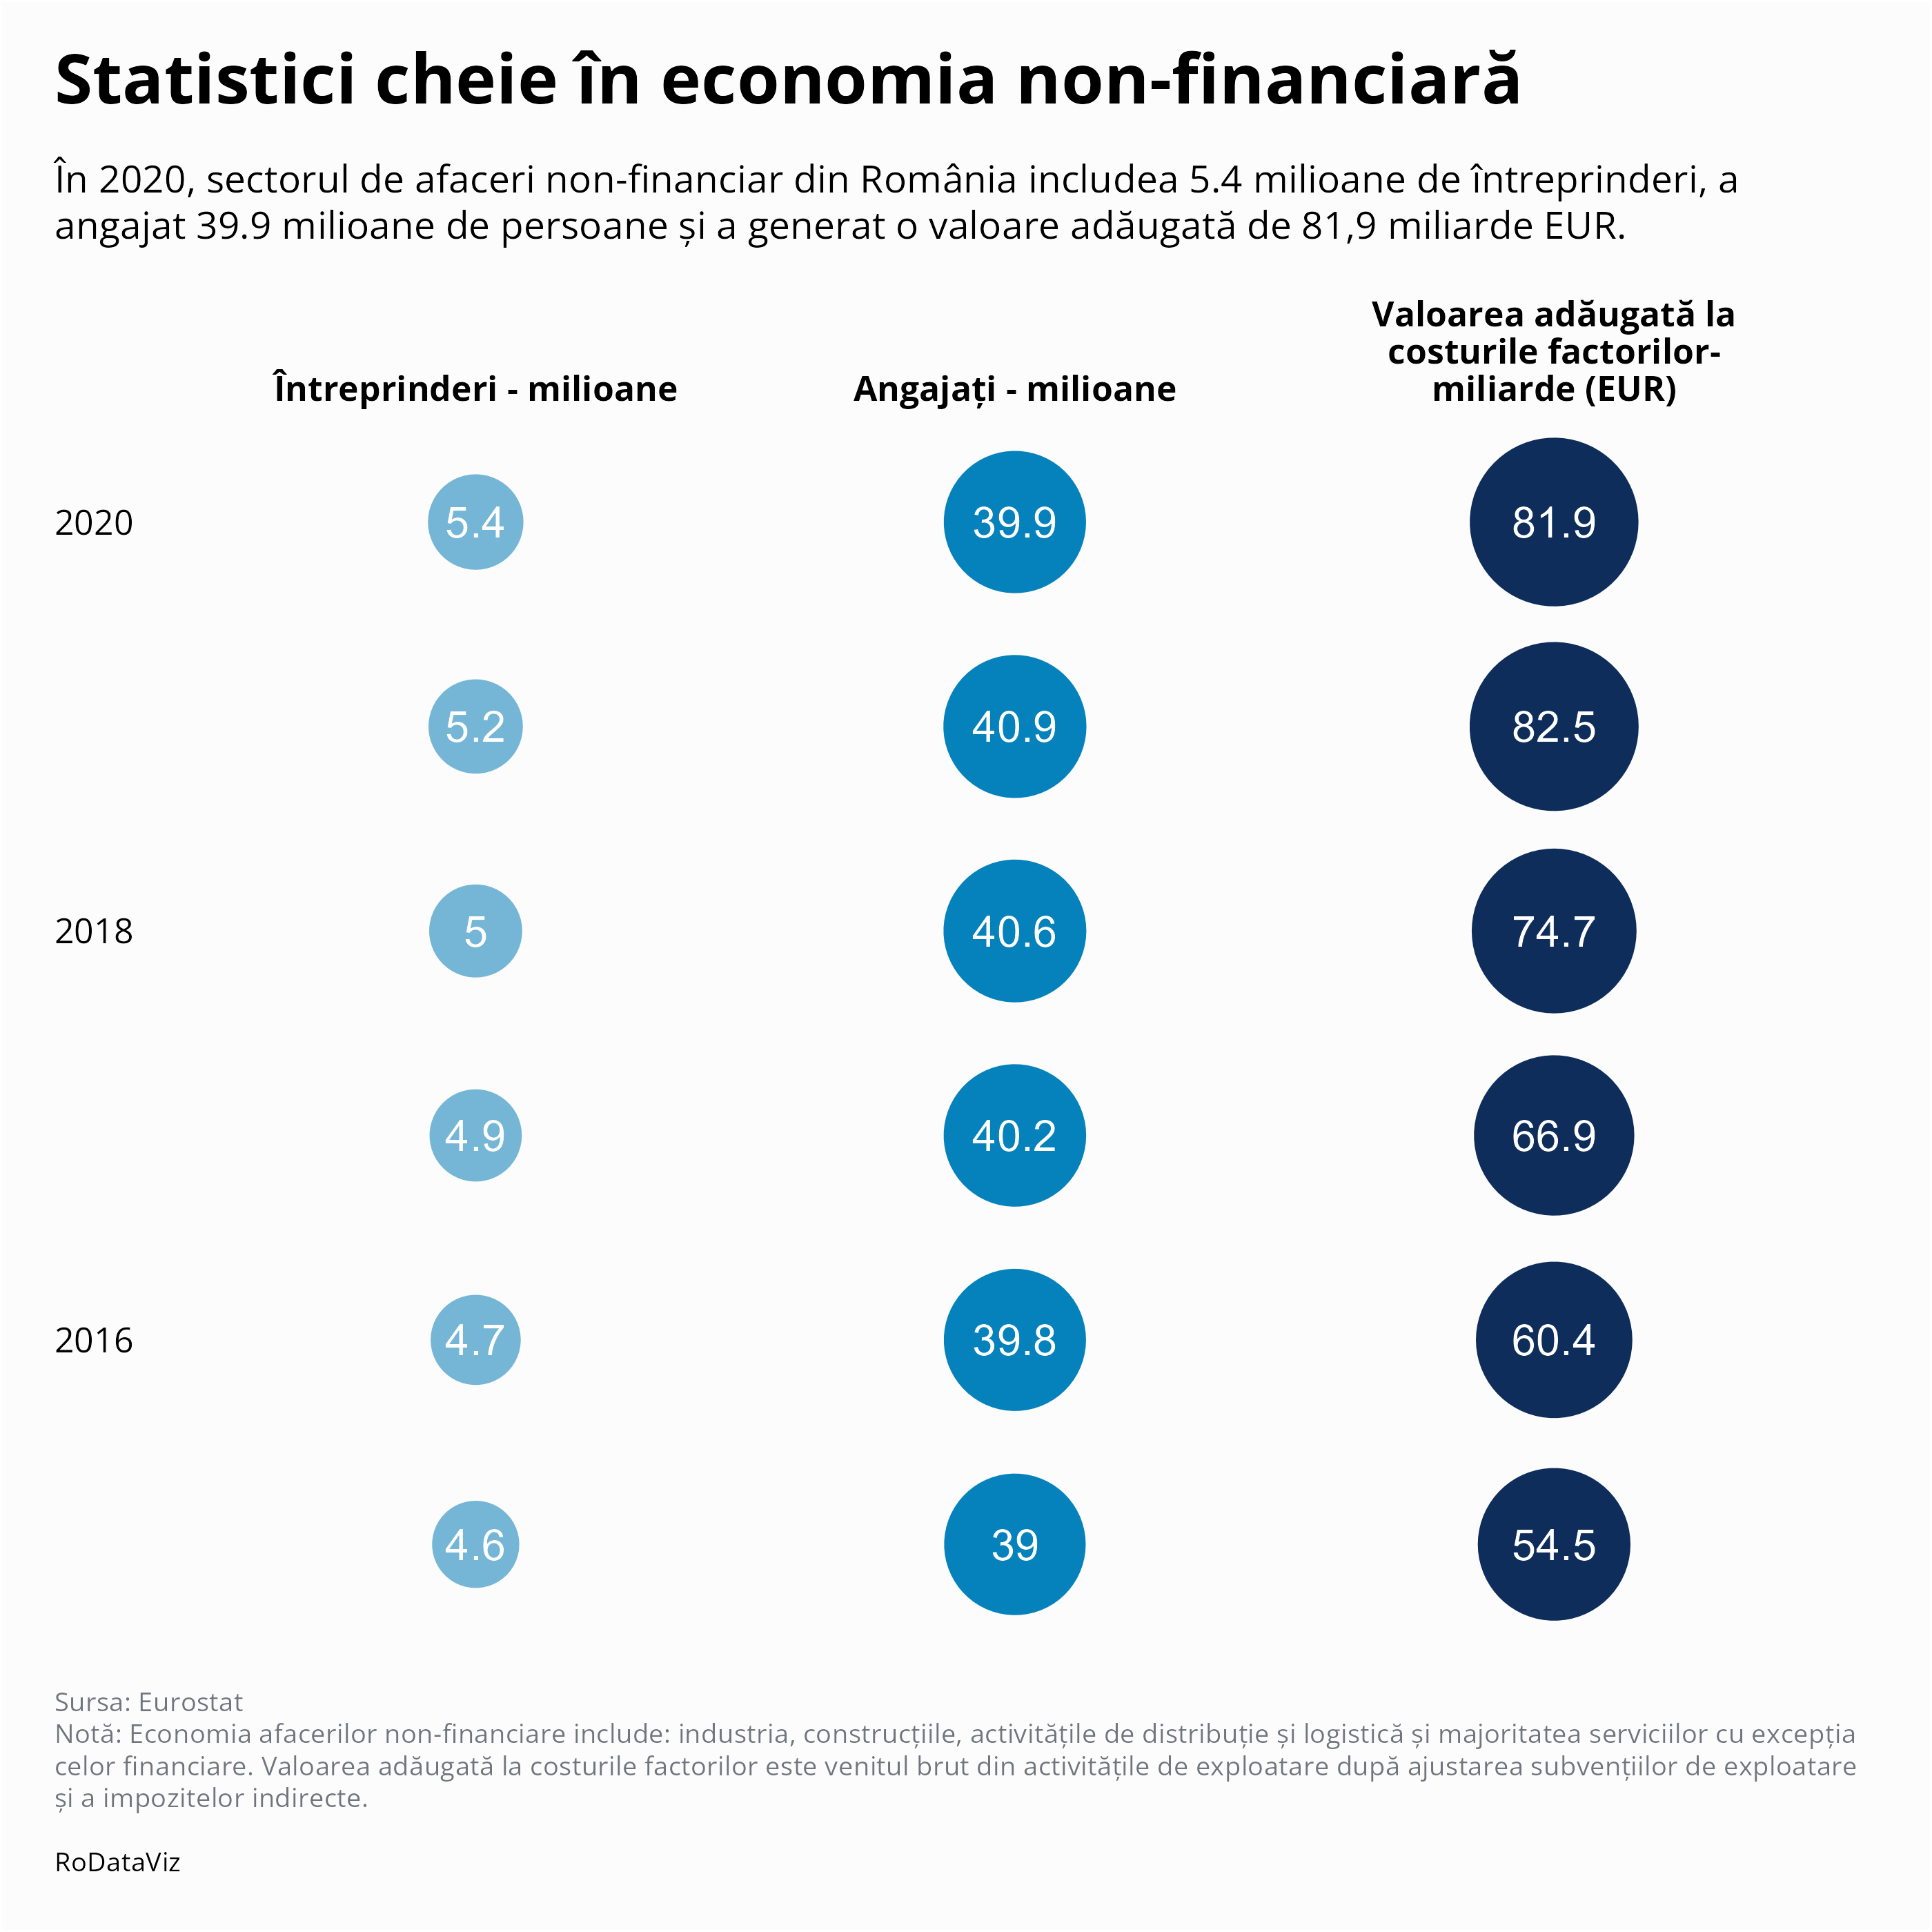 Statistici cheie în economia non-financiară
În 2020, sectorul de afaceri non-financiar din România includea 5.4 milioane de întreprinderi, a
angajat 39.9 milioane de persoane și a generat o valoare adăugată de 81,9 miliarde EUR.
Întreprinderi - milioane
Angajați - milioane
Valoarea adăugată la
costurile factorilor-
miliarde (EUR)
2020 5.4 39.9 81.9
5.2 40.9 82.5
2018 5 40.6 74.7
4.9 40.2 66.9
2016 4.7 39.8 60.4
4.6 39 54.5
Sursa: Eurostat
Notă: Economia afacerilor non-financiare include: industria, construcțiile, activitățile de distribuție și logistică și majoritatea serviciilor cu excepția
celor financiare. Valoarea adăugată la costurile factorilor este venitul brut din activitățile de exploatare după ajustarea subvențiilor de exploatare
și a impozitelor indirecte.
RoDataViz